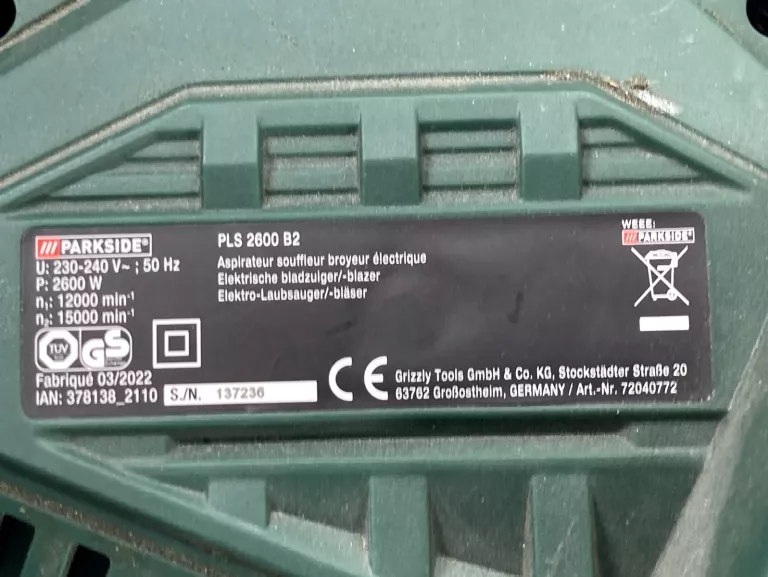 PARKSIDE®
U: 230-240 V~ ; 50 Hz
P: 2600 W
n₁: 12000 min⁻¹
n₂: 15000 min⁻¹
TÜV GS
Fabriqué 03/2022
IAN: 378138_2110
S./N. 137236
PLS 2600 B2
Aspirateur souffleur broyeur électrique
Elektrische bladzuiger/-blazer
Elektro-Laubsauger/-bläser
CE
Grizzly Tools GmbH & Co. KG, Stockstädter Straße 20
63762 Großostheim, GERMANY / Art.-Nr. 72040772
WEEE:
PARKSIDE